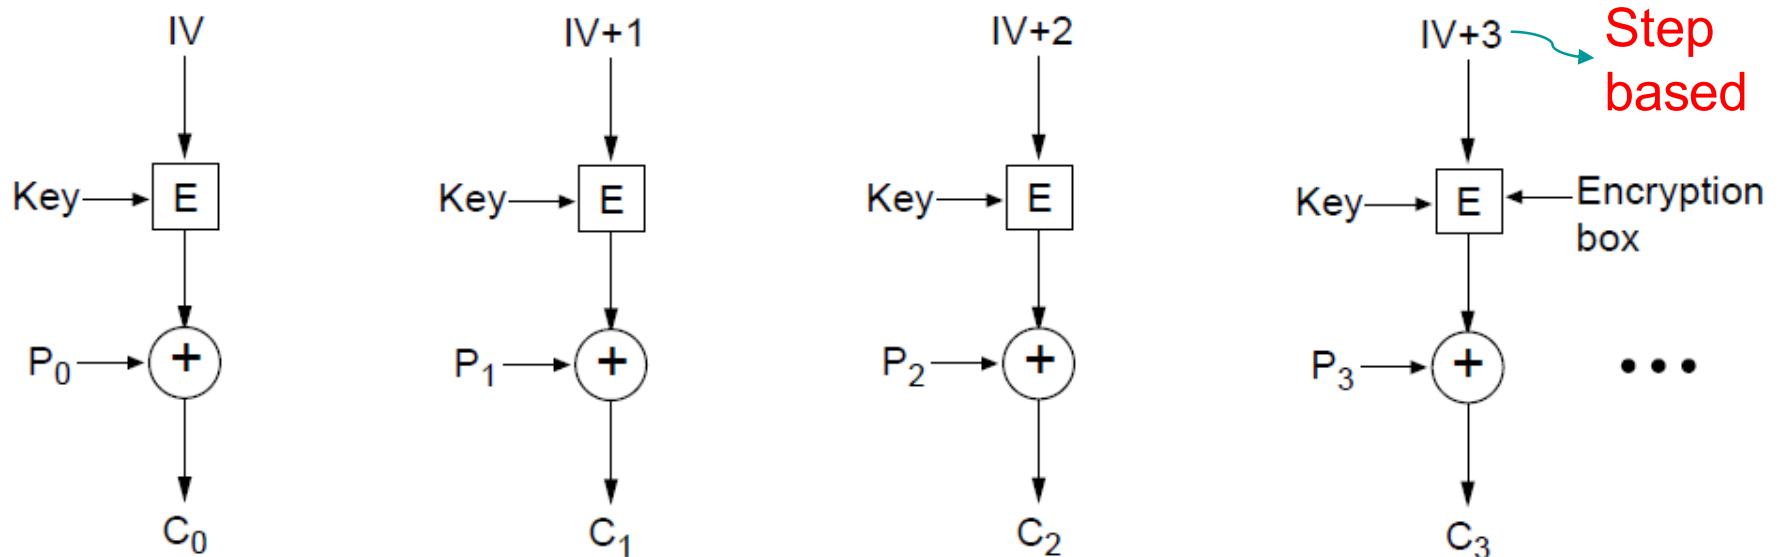 IV
IV+1
IV+2
IV+3
Step
based
Key
E
Key
E
Key
E
Key
E
Encryption
box
P0
+
P1
+
P2
+
P3
+
•••
C0
C1
C2
C3